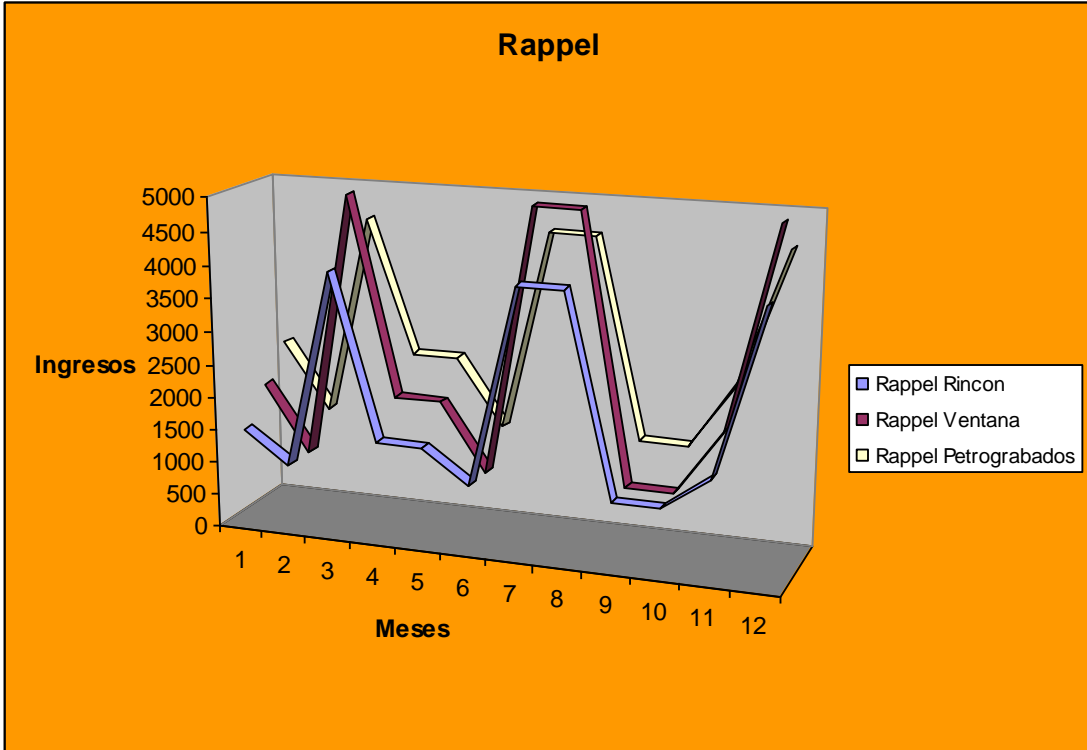 Rappel
5000
4500
4000
3500
3000
2500
2000
1500
1000
500
0
Ingresos
1 2 3 4 5 6 7 8 9 10 11 12
Meses
Rappel Rincon
Rappel Ventana
Rappel Petrograbados